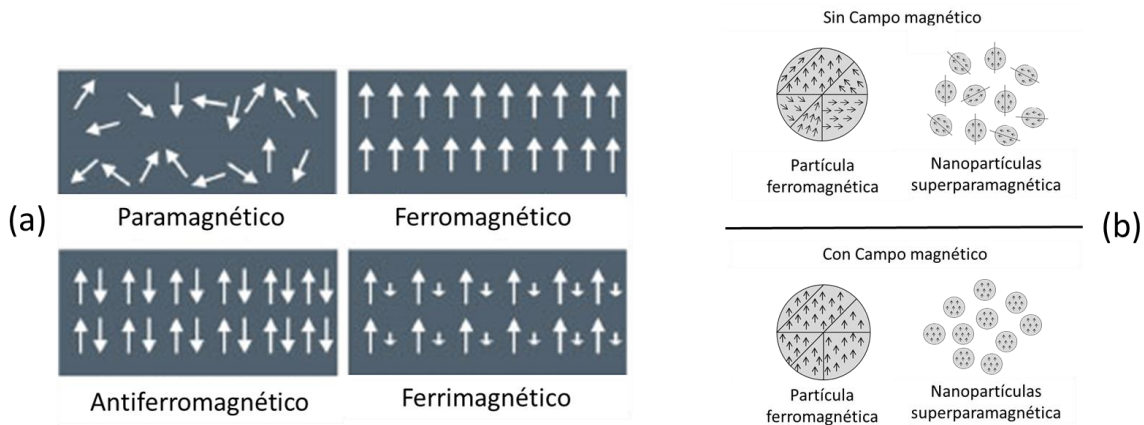 (a)
Paramagnético
Ferromagnético
Antiferromagnético
Ferrimagnético
(b)
Sin Campo magnético
Partícula
ferromagnética
Nanopartículas
superparamagnética
Con Campo magnético
Partícula
ferromagnética
Nanopartículas
superparamagnética